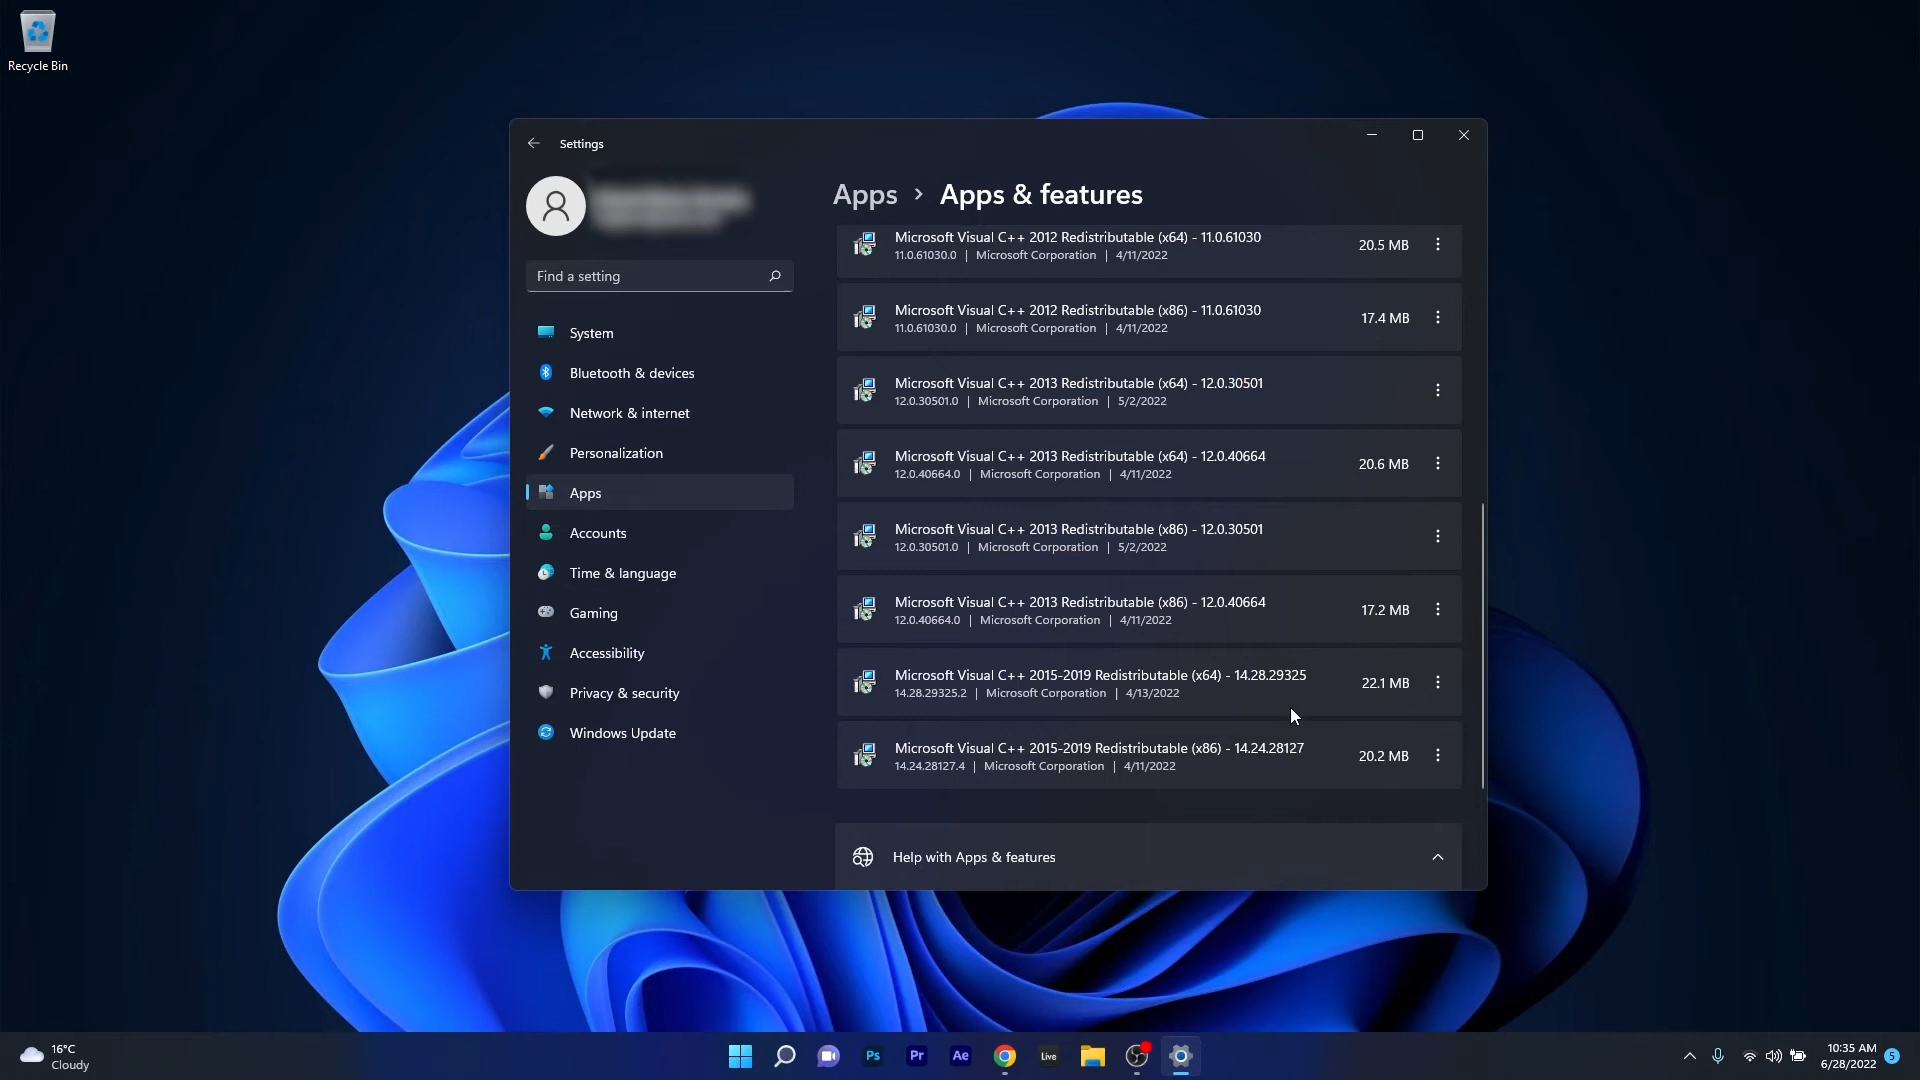 Recycle Bin
Settings
Find a setting
System
Bluetooth & devices
Network & internet
Personalization
Apps
Accounts
Time & language
Gaming
Accessibility
Privacy & security
Windows Update
Apps > Apps & features
Microsoft Visual C++ 2012 Redistributable (x64) - 11.0.61030
11.0.61030.0 | Microsoft Corporation | 4/11/2022
20.5 MB
Microsoft Visual C++ 2012 Redistributable (x86) - 11.0.61030
11.0.61030.0 | Microsoft Corporation | 4/11/2022
17.4 MB
Microsoft Visual C++ 2013 Redistributable (x64) - 12.0.30501
12.0.30501.0 | Microsoft Corporation | 5/2/2022
Microsoft Visual C++ 2013 Redistributable (x64) - 12.0.40664
12.0.40664.0 | Microsoft Corporation | 4/11/2022
20.6 MB
Microsoft Visual C++ 2013 Redistributable (x86) - 12.0.30501
12.0.30501.0 | Microsoft Corporation | 5/2/2022
Microsoft Visual C++ 2013 Redistributable (x86) - 12.0.40664
12.0.40664.0 | Microsoft Corporation | 4/11/2022
17.2 MB
Microsoft Visual C++ 2015-2019 Redistributable (x64) - 14.28.29325
14.28.29325.2 | Microsoft Corporation | 4/13/2022
22.1 MB
Microsoft Visual C++ 2015-2019 Redistributable (x86) - 14.24.28127
14.24.28127.4 | Microsoft Corporation | 4/11/2022
20.2 MB
Help with Apps & features
16°C
Cloudy
Ps
Pr
Ae
Live
10:35 AM
6/28/2022
5